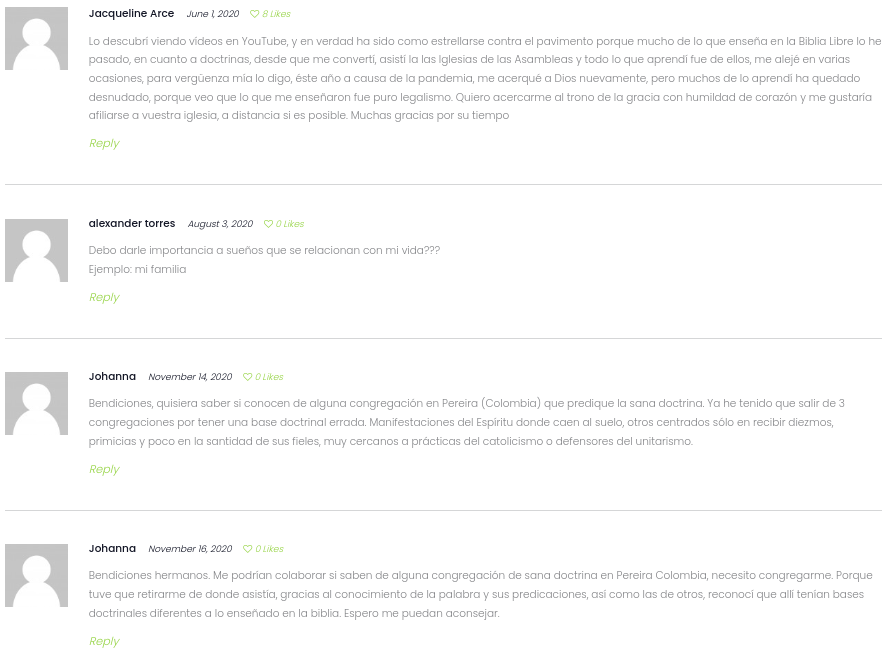 Jacqueline Arce June 1, 2020 8 Likes
Lo descubrí viendo videos en YouTube, y en verdad ha sido como estrellarse contra el pavimento porque mucho de lo que enseña en la Biblia Libre lo he
pasado, en cuanto a doctrinas, desde que me convertí, asistí la las Iglesias de las Asambleas y todo lo que aprendí fue de ellos, me alejé en varias
ocasiones, para vergüenza mía lo digo, éste año a causa de la pandemia, me acerqué a Dios nuevamente, pero muchos de lo aprendí ha quedado
desnudado, porque veo que lo que me enseñaron fue puro legalismo. Quiero acercarme al trono de la gracia con humildad de corazón y me gustaría
afiliarse a vuestra iglesia, a distancia si es posible. Muchas gracias por su tiempo
Reply
alexander torres August 3, 2020 0 Likes
Debo darle importancia a sueños que se relacionan con mi vida???
Ejemplo: mi familia
Reply
Johanna November 14, 2020 0 Likes
Bendiciones, quisiera saber si conocen de alguna congregación en Pereira (Colombia) que predique la sana doctrina. Ya he tenido que salir de 3
congregaciones por tener una base doctrinal errada. Manifestaciones del Espíritu donde caen al suelo, otros centrados sólo en recibir diezmos,
primicias y poco en la santidad de sus fieles, muy cercanos a prácticas del catolicismo o defensores del unitarismo.
Reply
Johanna November 16, 2020 0 Likes
Bendiciones hermanos. Me podrían colaborar si saben de alguna congregación de sana doctrina en Pereira Colombia, necesito congregarme. Porque
tuve que retirarme de donde asistía, gracias al conocimiento de la palabra y sus predicaciones, así como las de otros, reconocí que allí tenían bases
doctrinales diferentes a lo enseñado en la biblia. Espero me puedan aconsejar.
Reply